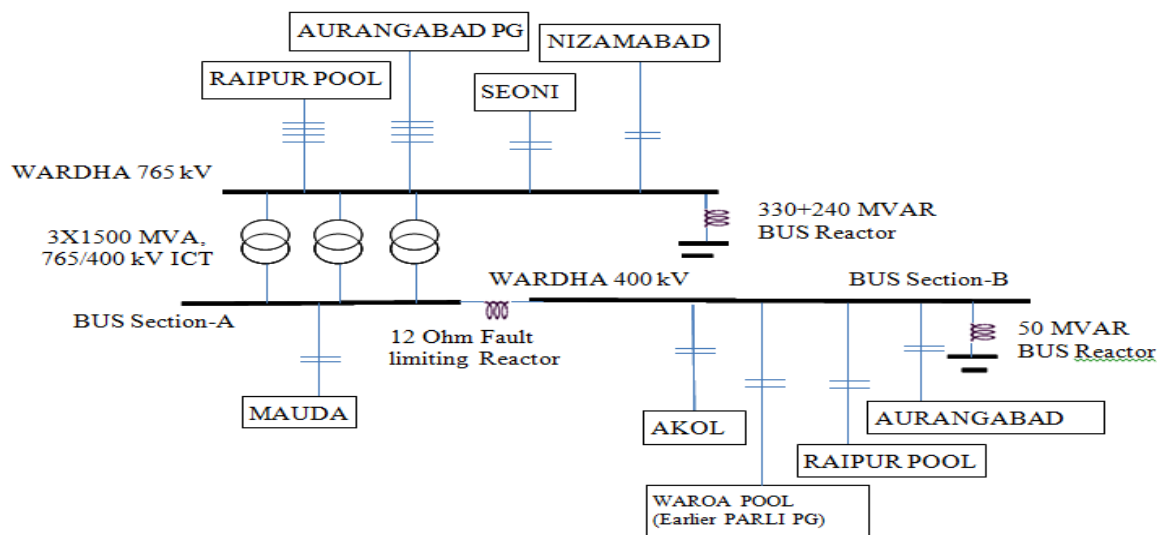 AURANGABAD PG
NIZAMABAD
RAIPUR POOL
SEONI
WARDHA 765 kV
330+240 MVAR
BUS Reactor
3X1500 MVA,
765/400 kV ICT
WARDHA 400 kV
BUS Section-B
BUS Section-A
12 Ohm Fault
limiting Reactor
50 MVAR
BUS Reactor
MAUDA
AKOL
AURANGABAD
RAIPUR POOL
WAROA POOL
(Earlier PARLI PG)